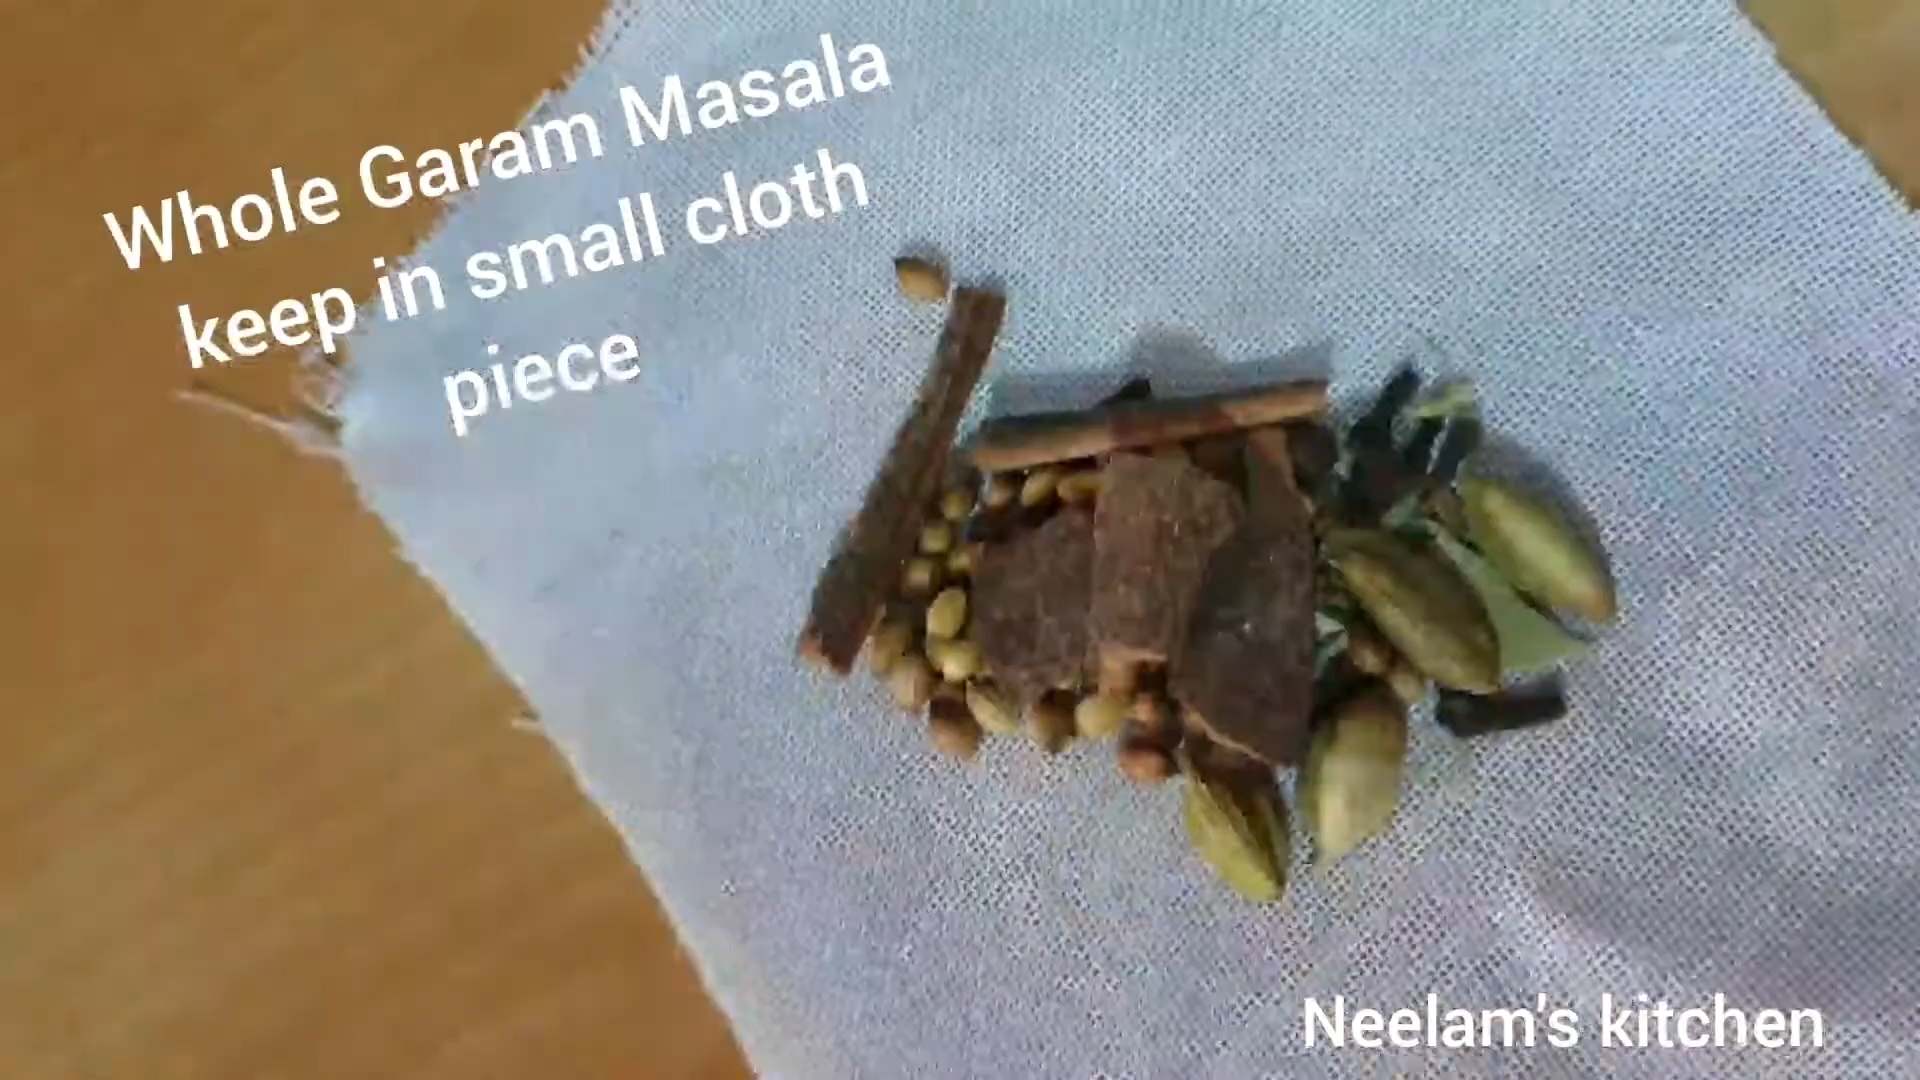 Whole Garam Masala
keep in small cloth
piece
Neelam's kitchen